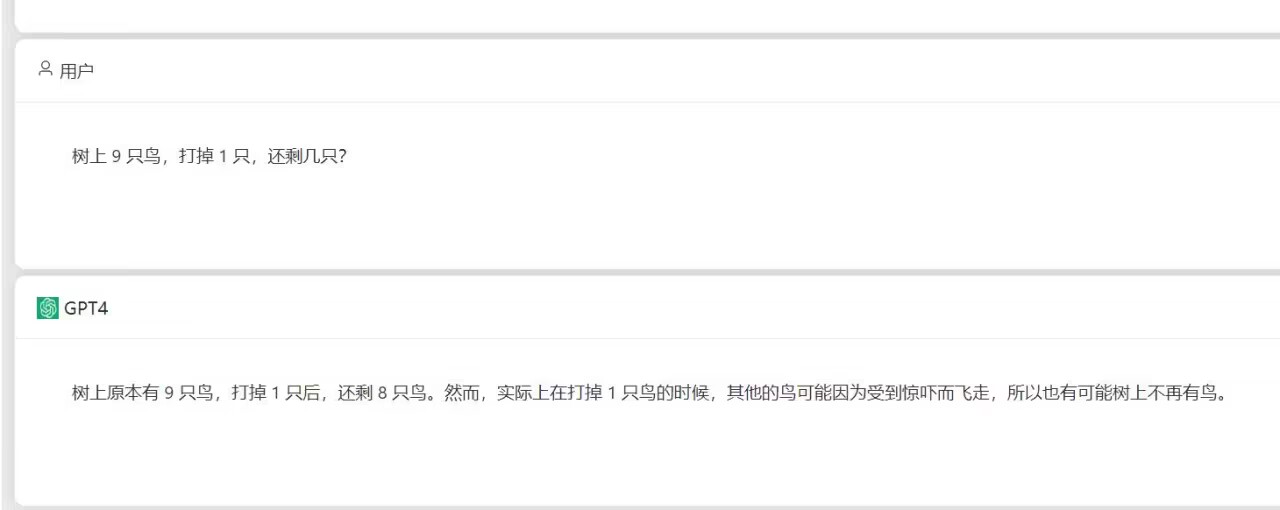 用户
树上 9 只鸟，打掉 1 只，还剩几只？
GPT4
树上原本有 9 只鸟，打掉 1 只后，还剩 8 只鸟。然而，实际上在打掉 1 只鸟的时候，其他的鸟可能因为受到惊吓而飞走，所以也有可能树上不再有鸟。